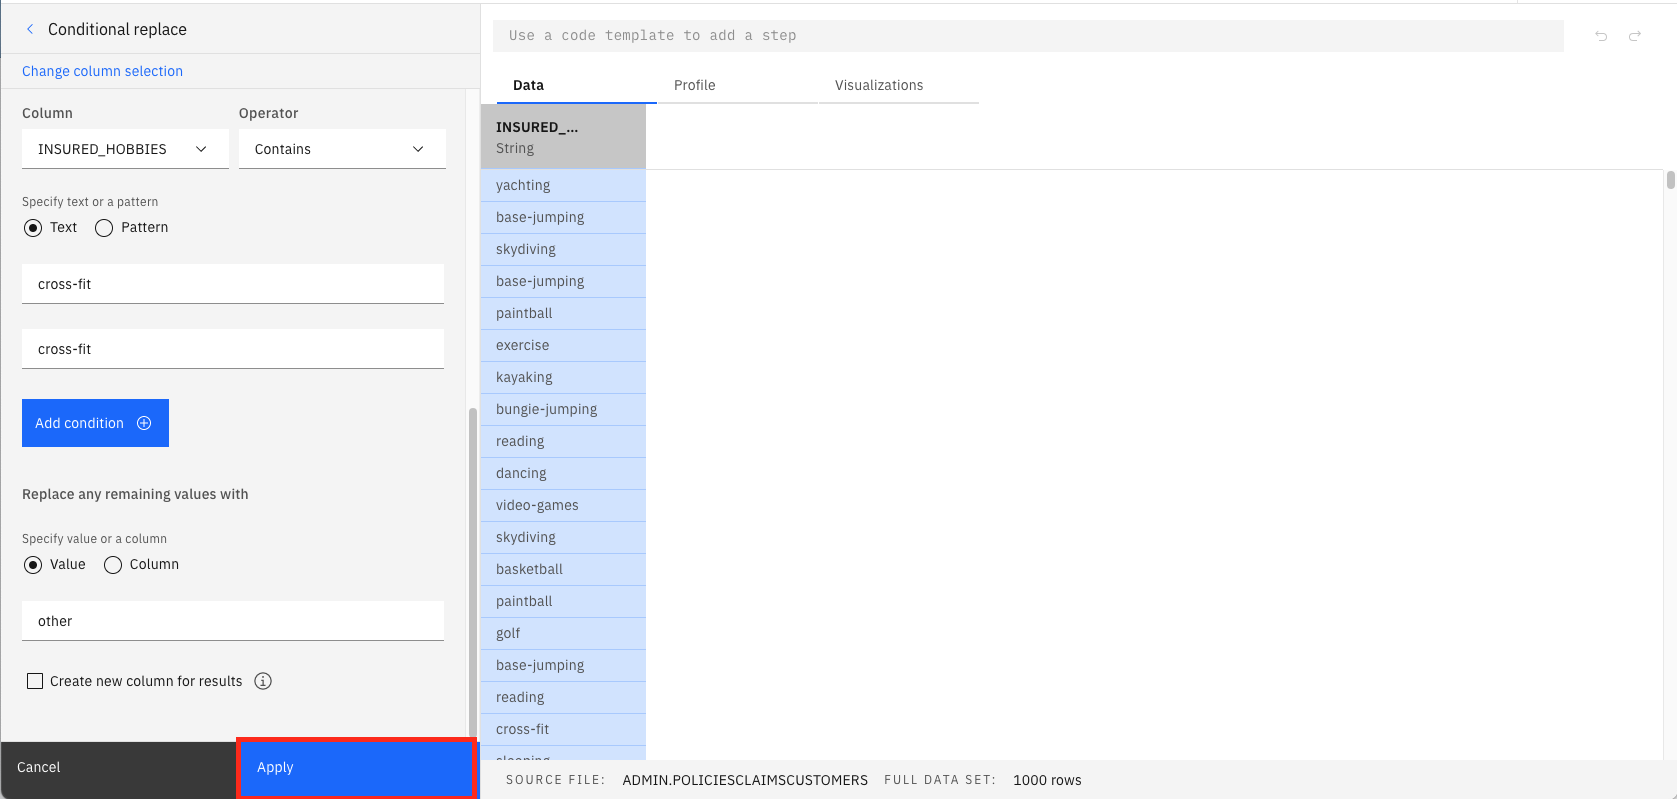 Conditional replace
Change column selection
Column Operator
INSURED_HOBBIES Contains
Specify text or a pattern
Text Pattern
cross-fit
cross-fit
Add condition
Replace any remaining values with
Specify value or a column
Value Column
other
Create new column for results
Cancel Apply
Use a code template to add a step
Data Profile Visualizations
INSURED_...
String
yachting
base-jumping
skydiving
base-jumping
paintball
exercise
kayaking
bungie-jumping
reading
dancing
video-games
skydiving
basketball
paintball
golf
base-jumping
reading
cross-fit
sleeping
SOURCE FILE: ADMIN.POLICIESCLAIMSCUSTOMERS FULL DATA SET: 1000 rows